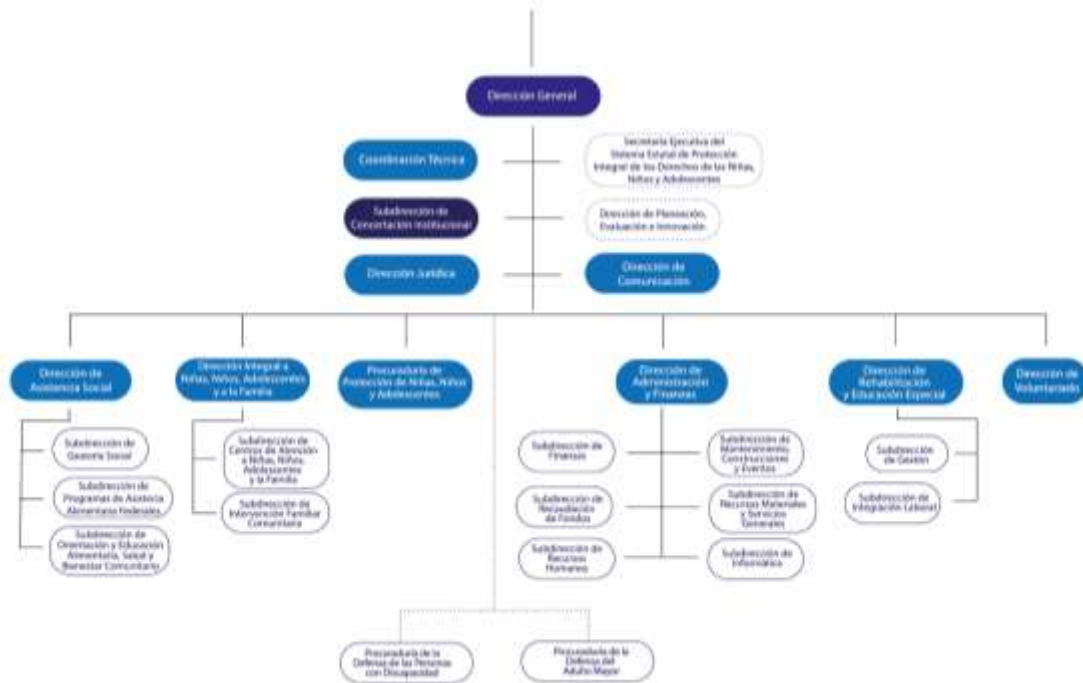 Dirección General
Coordinación Técnica
Secretaría Ejecutiva del
Sistema Estatal de Protección
Integral de los Derechos de las Niñas,
Niños y Adolescentes
Subdirección de
Concertación Institucional
Dirección de Planeación,
Evaluación e Innovación
Dirección Jurídica
Dirección de
Comunicación
Dirección de
Asistencia Social
Dirección Integral a
Niñas, Niños, Adolescentes
y a la Familia
Procuraduría de
Protección de Niñas, Niños
y Adolescentes
Dirección de
Administración
y Finanzas
Dirección de
Rehabilitación
y Educación Especial
Dirección de
Voluntariado
Subdirección de
Gestoría Social
Subdirección de
Programas de Asistencia
Alimentaria Federales
Subdirección de
Orientación y Educación
Alimentaria, Salud y
Bienestar Comunitario
Subdirección de
Centros de Atención
a Niñas, Niños,
Adolescentes
y la Familia
Subdirección de
Intervención Familiar
Comunitaria
Subdirección de
Finanzas
Subdirección de
Recaudación
de Fondos
Subdirección de
Recursos
Humanos
Subdirección de
Mantenimiento,
Construcciones
y Eventos
Subdirección de
Recursos Materiales
y Servicios
Generales
Subdirección de
Informática
Subdirección
de Gestión
Subdirección de
Integración Laboral
Procuraduría de la
Defensa de las Personas
con Discapacidad
Procuraduría de la
Defensa del
Adulto Mayor